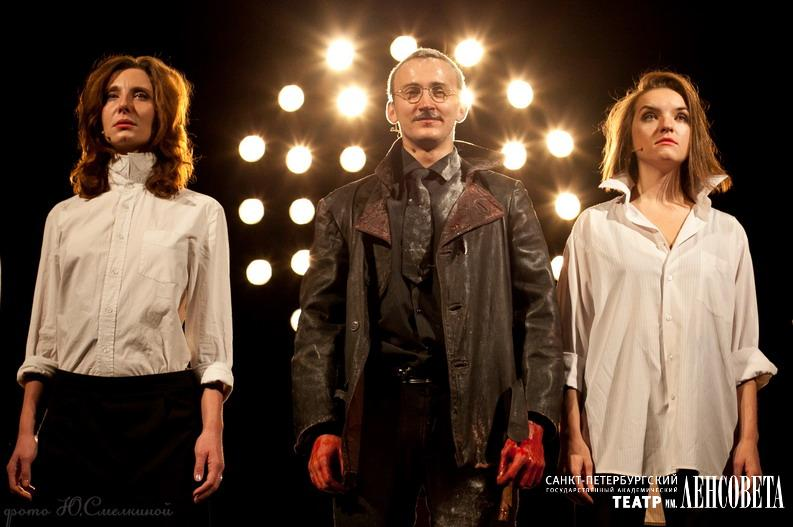 САНКТ-ПЕТЕРБУРГСКИЙ
ГОСУДАРСТВЕННЫЙ АКАДЕМИЧЕСКИЙ
ТЕАТР ИМ. ЛЕНСОВЕТА
фото Ю.Смелкиной